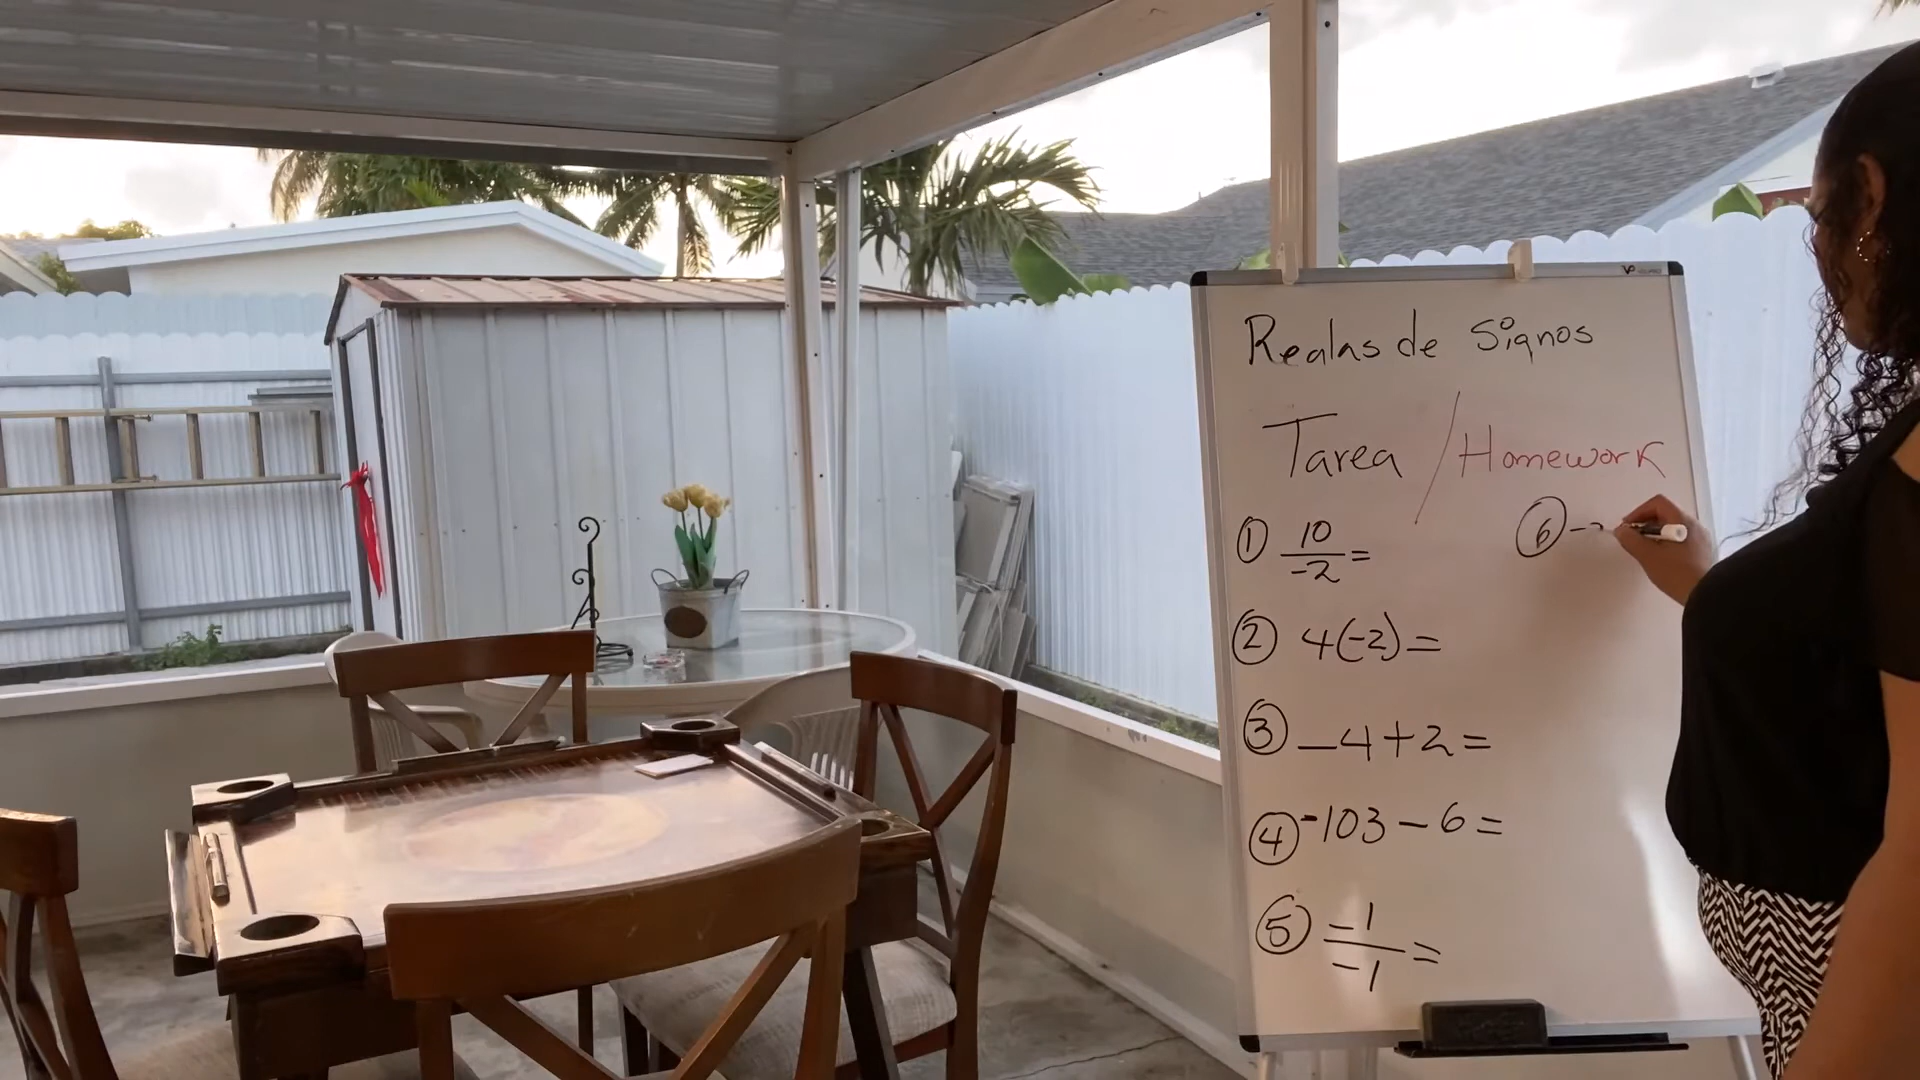 Realas de Signos
Tarea / Homework
① 10/-2 =
② 4(-2) =
③ -4+2 =
④ -103-6 =
⑤ -1/-1 =
⑥ -